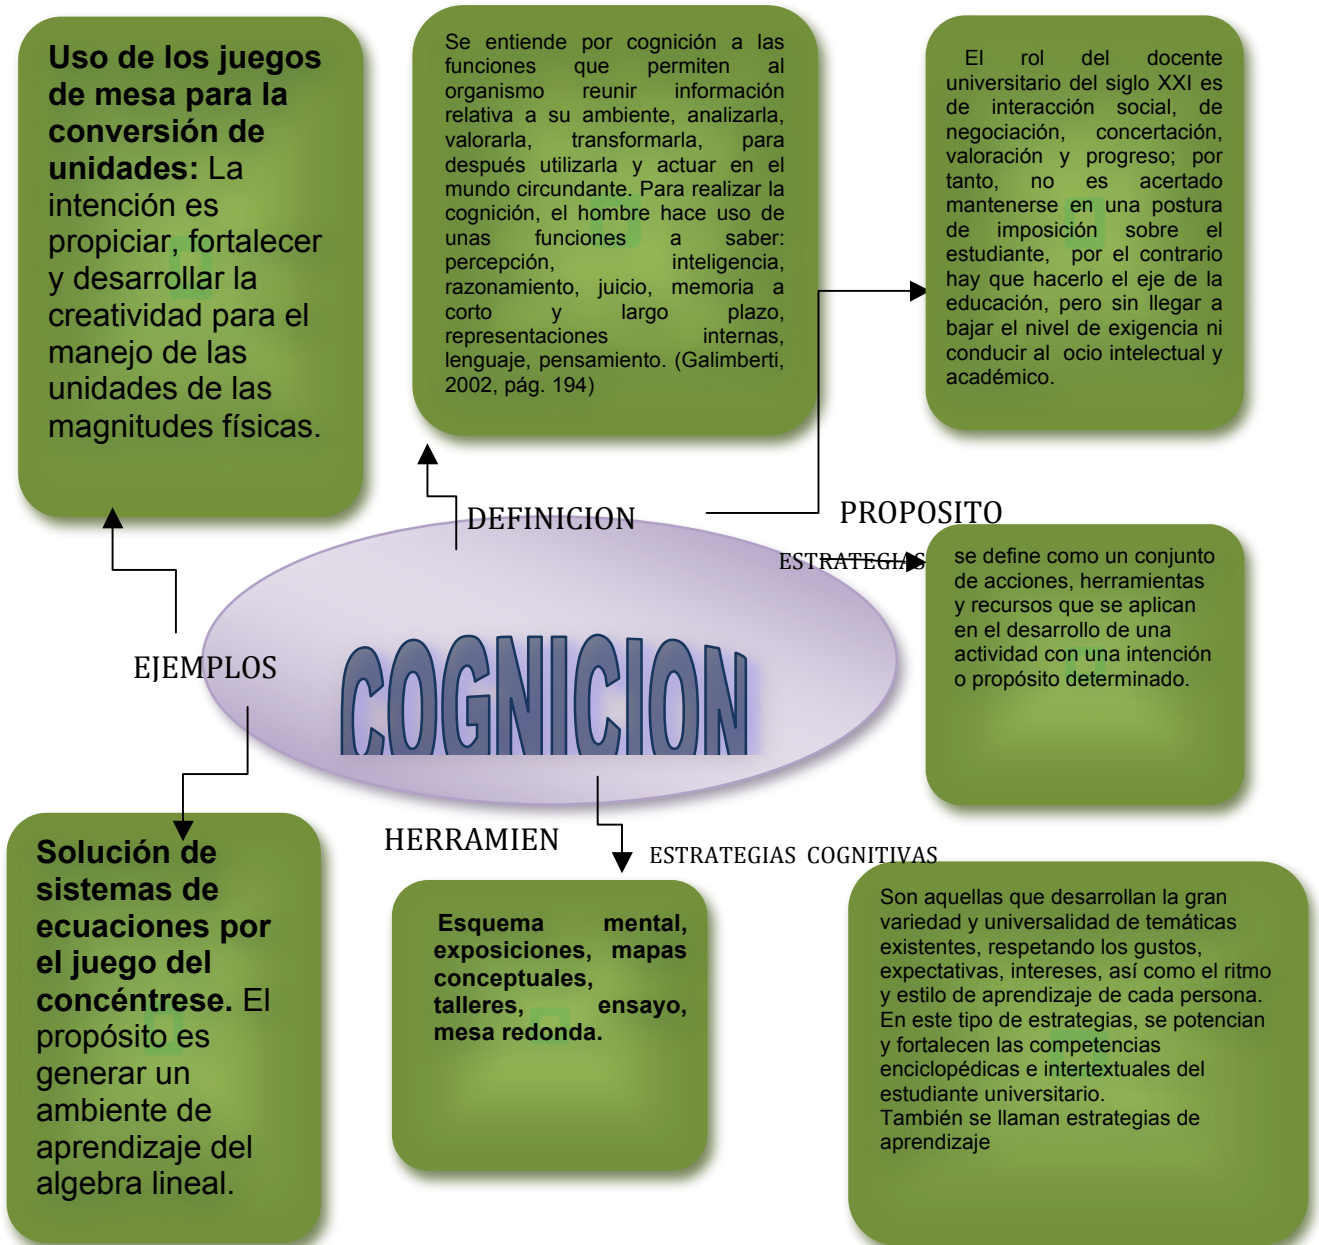 Uso de los juegos
de mesa para la
conversión de
unidades: La
intención es
propiciar, fortalecer
y desarrollar la
creatividad para el
manejo de las
unidades de las
magnitudes físicas.
Se entiende por cognición a las
funciones que permiten al
organismo reunir información
relativa a su ambiente, analizarla,
valorarla, transformarla, para
después utilizarla y actuar en el
mundo circundante. Para realizar la
cognición, el hombre hace uso de
unas funciones a saber:
percepción, inteligencia,
razonamiento, juicio, memoria a
corto y largo plazo,
representaciones internas,
lenguaje, pensamiento. (Galimberti,
2002, pág. 194)
El rol del docente
universitario del siglo XXI es
de interacción social, de
negociación, concertación,
valoración y progreso; por
tanto, no es acertado
mantenerse en una postura
de imposición sobre el
estudiante, por el contrario
hay que hacerlo el eje de la
educación, pero sin llegar a
bajar el nivel de exigencia ni
conducir al ocio intelectual y
académico.
DEFINICION
PROPOSITO
ESTRATEGIAS
se define como un conjunto
de acciones, herramientas
y recursos que se aplican
en el desarrollo de una
actividad con una intención
o propósito determinado.
EJEMPLOS
COGNICION
HERRAMIEN
ESTRATEGIAS COGNITIVAS
Solución de
sistemas de
ecuaciones por
el juego del
concéntrese. El
propósito es
generar un
ambiente de
aprendizaje del
algebra lineal.
Esquema mental,
exposiciones, mapas
conceptuales,
talleres, ensayo,
mesa redonda.
Son aquellas que desarrollan la gran
variedad y universalidad de temáticas
existentes, respetando los gustos,
expectativas, intereses, así como el ritmo
y estilo de aprendizaje de cada persona.
En este tipo de estrategias, se potencian
y fortalecen las competencias
enciclopédicas e intertextuales del
estudiante universitario.
También se llaman estrategias de
aprendizaje